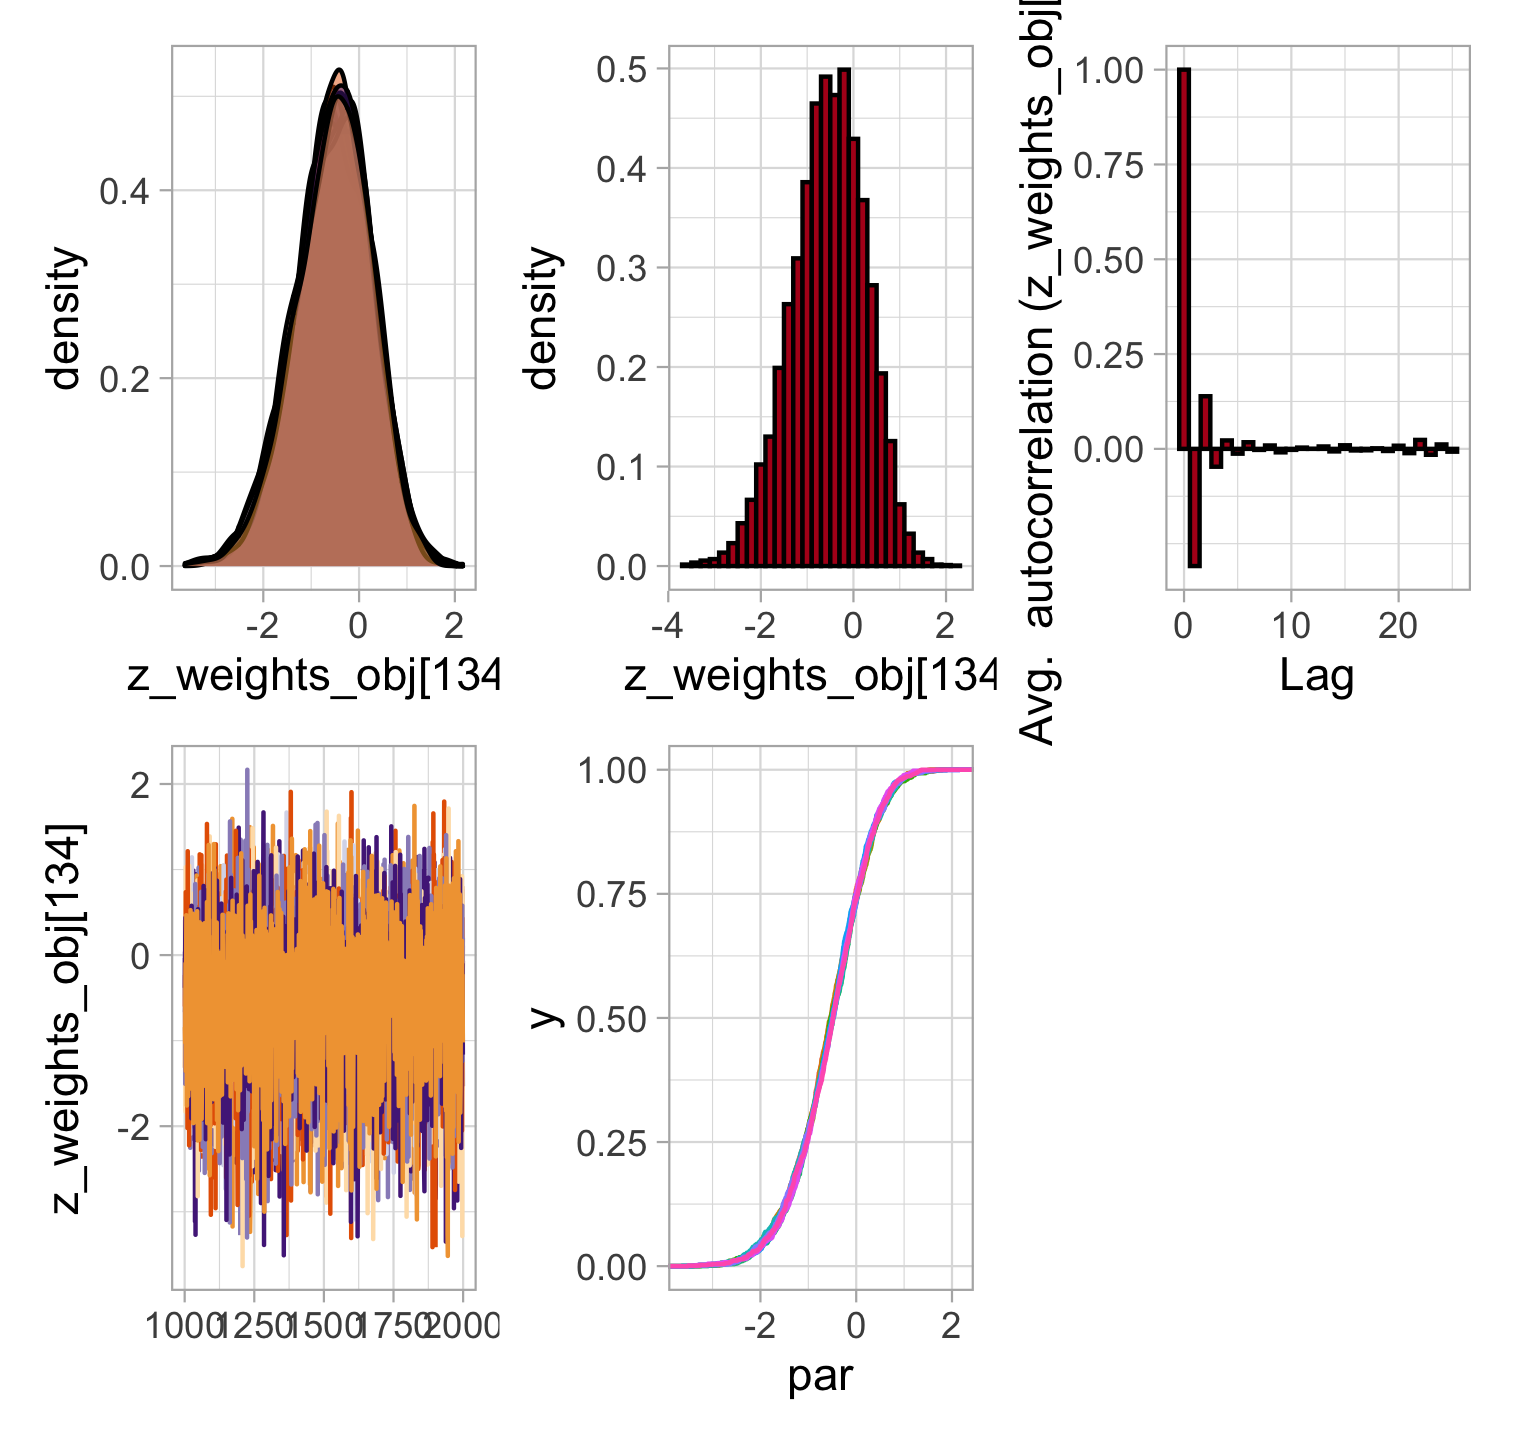 density
0.4
0.2
0.0
-2 0 2
z_weights_obj[134
density
0.5
0.4
0.3
0.2
0.1
0.0
-4 -2 0 2
z_weights_obj[134
Avg. autocorrelation (z_weights_obj[
1.00
0.75
0.50
0.25
0.00
0 10 20
Lag
z_weights_obj[134]
2
0
-2
1000 1250 1500 1750 2000
y
1.00
0.75
0.50
0.25
0.00
-2 0 2
par